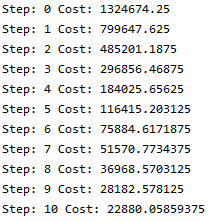 Step: 0 Cost: 1324674.25
Step: 1 Cost: 799647.625
Step: 2 Cost: 485201.1875
Step: 3 Cost: 296856.46875
Step: 4 Cost: 184025.65625
Step: 5 Cost: 116415.203125
Step: 6 Cost: 75884.6171875
Step: 7 Cost: 51570.7734375
Step: 8 Cost: 36968.5703125
Step: 9 Cost: 28182.578125
Step: 10 Cost: 22880.05859375